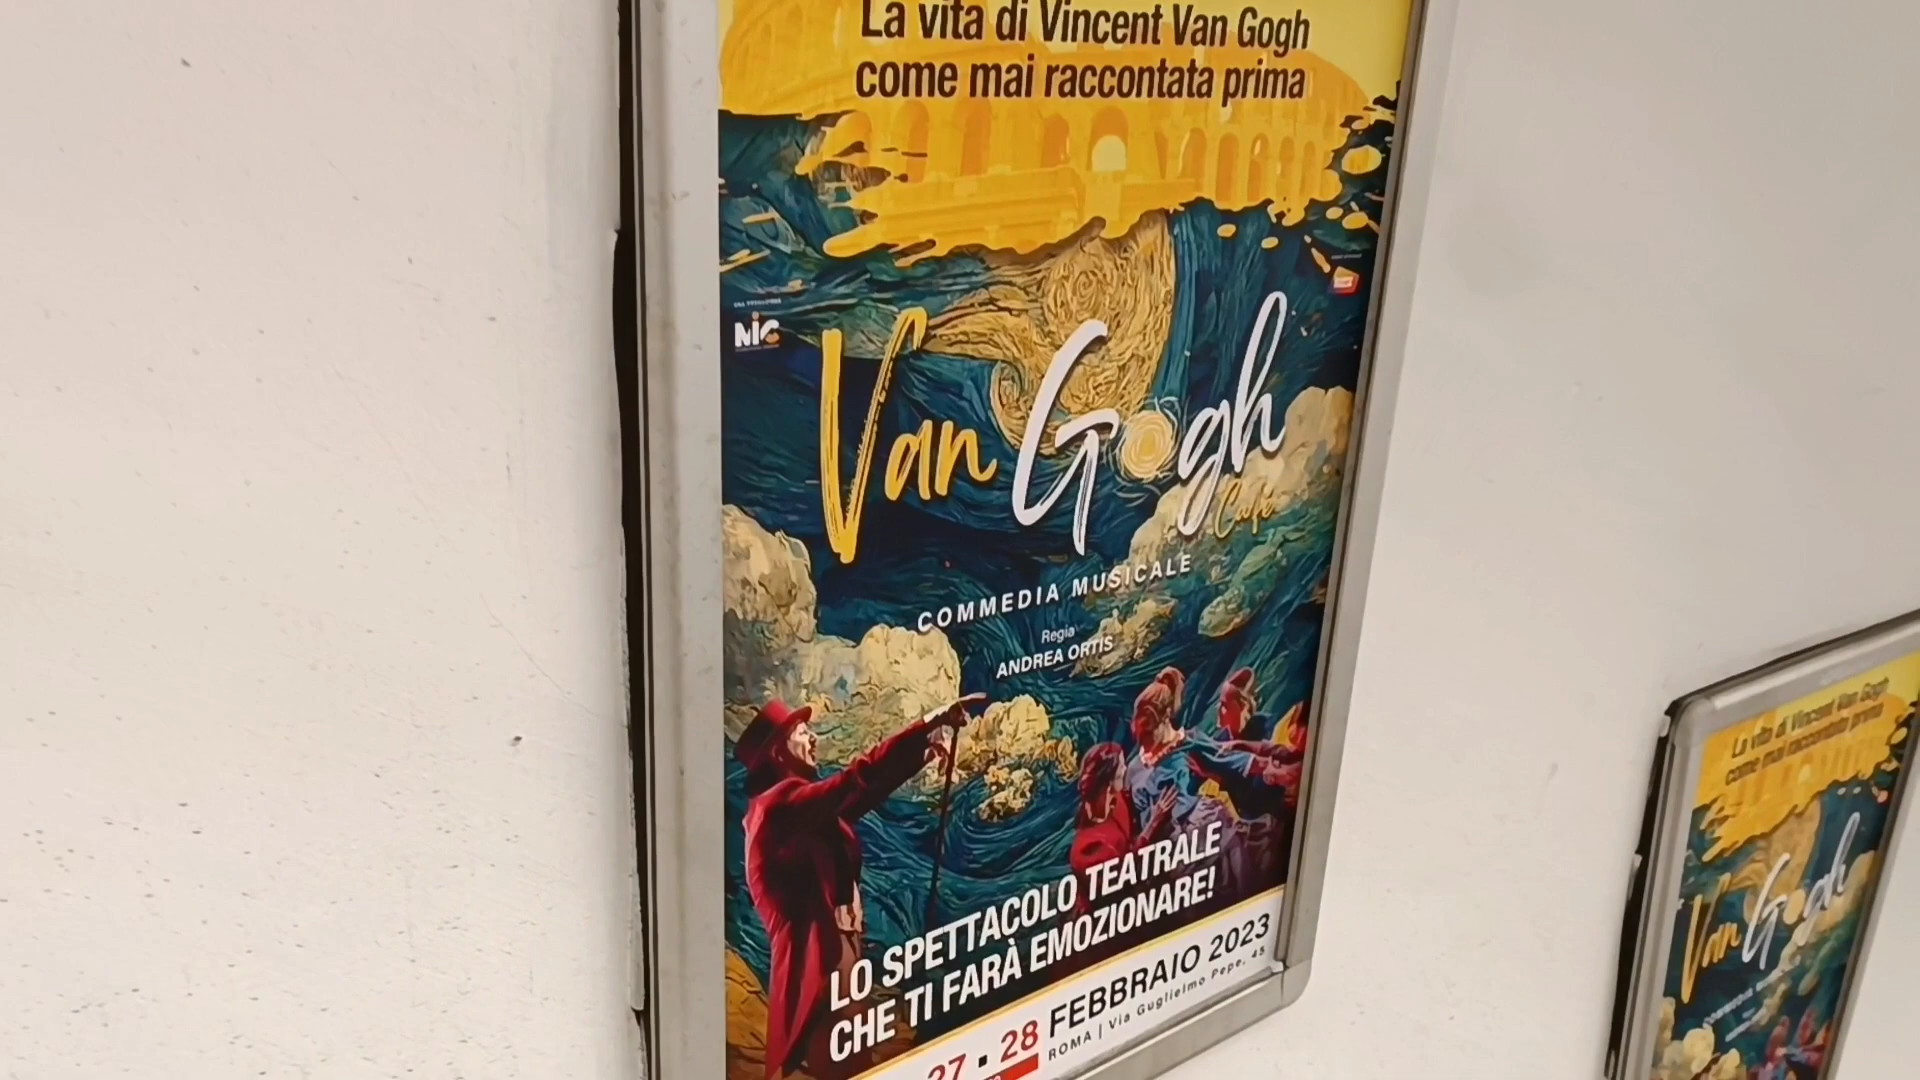 La vita di Vincent Van Gogh
come mai raccontata prima
NIC
Van Gogh
Café
COMMEDIA MUSICALE
Regia
ANDREA ORTIS
LO SPETTACOLO TEATRALE
CHE TI FARÀ EMOZIONARE!
27 - 28 FEBBRAIO 2023
ROMA | Via Guglielmo Pepe, 45
La vita di Vincent Van Gogh
come mai raccontata prima
Van Gogh